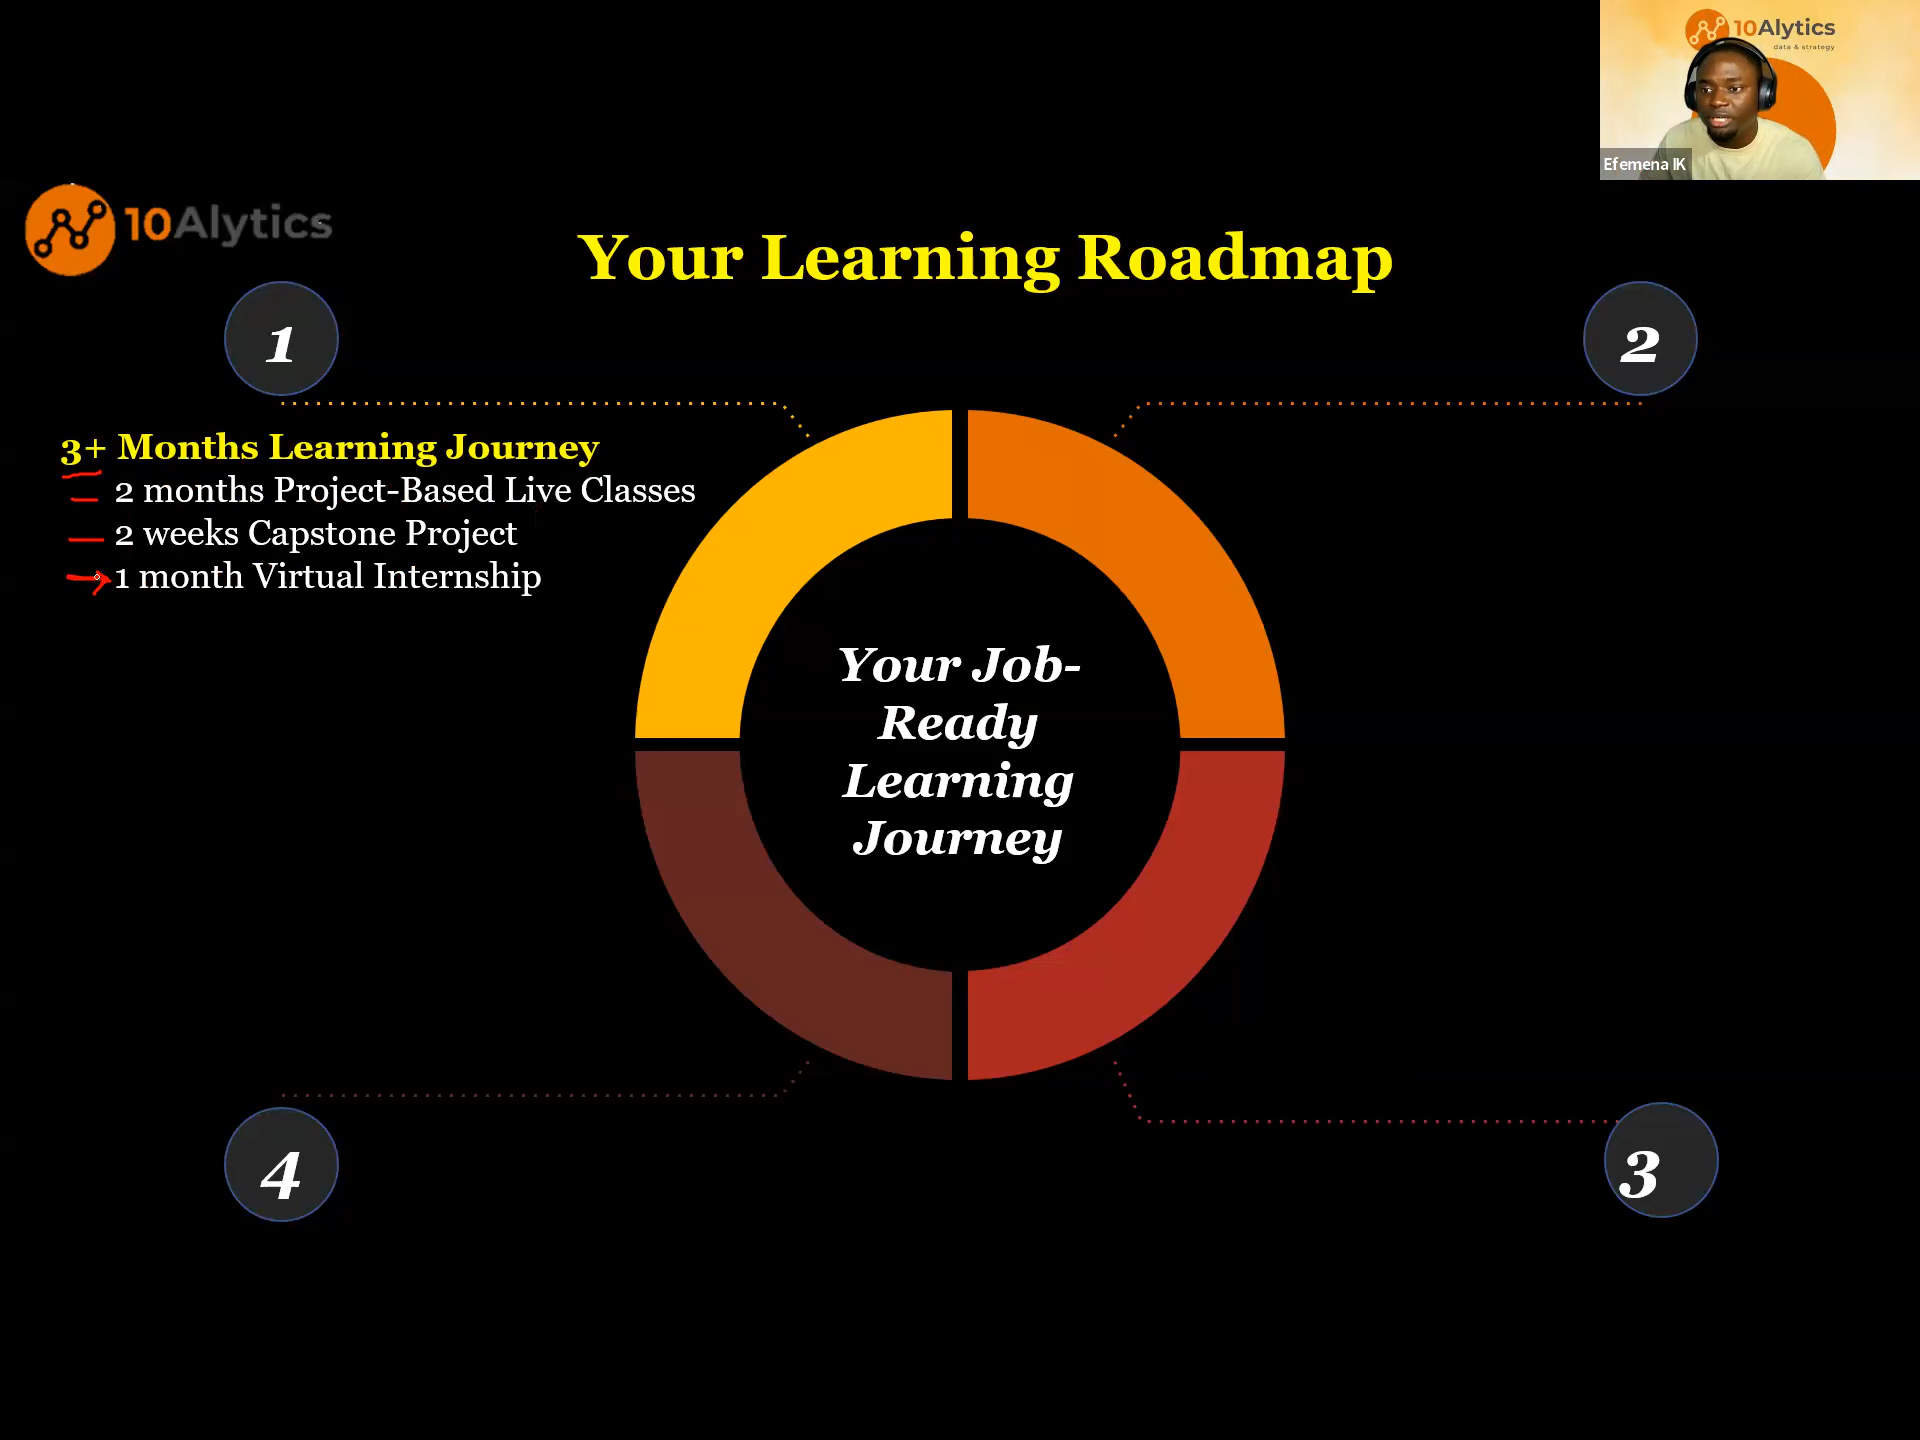 10Alytics
data & strategy
Efemena IK
10Alytics
Your Learning Roadmap
1
2
3+ Months Learning Journey
2 months Project-Based Live Classes
2 weeks Capstone Project
1 month Virtual Internship
Your Job-
Ready
Learning
Journey
4
3